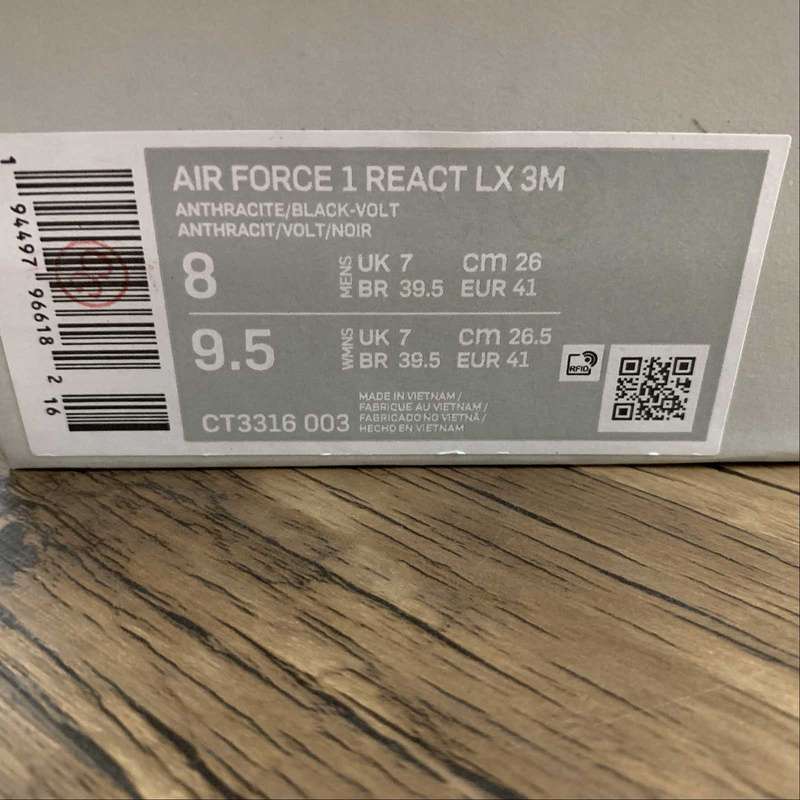 AIR FORCE 1 REACT LX 3M
ANTHRACITE/BLACK-VOLT
ANTHRACIT/VOLT/NOIR
8 MENS UK 7 cm 26
BR 39.5 EUR 41
9.5 WMNS UK 7 cm 26.5
BR 39.5 EUR 41
RFID
CT3316 003
MADE IN VIETNAM /
FABRIQUE AU VIETNAM /
FABRICADO NO VIETNÃ /
HECHO EN VIETNAM
1 94497 96618 2 16